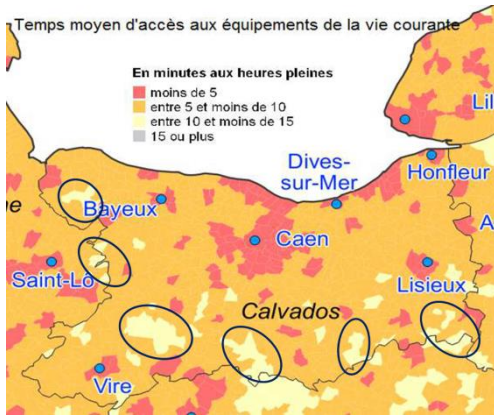 Temps moyen d'accès aux équipements de la vie courante
En minutes aux heures pleines
moins de 5
entre 5 et moins de 10
entre 10 et moins de 15
15 ou plus
Lil
Dives-
sur-Mer
Honfleur
ne
Bayeux
A
Caen
Saint-Lô
Lisieux
Calvados
Vire